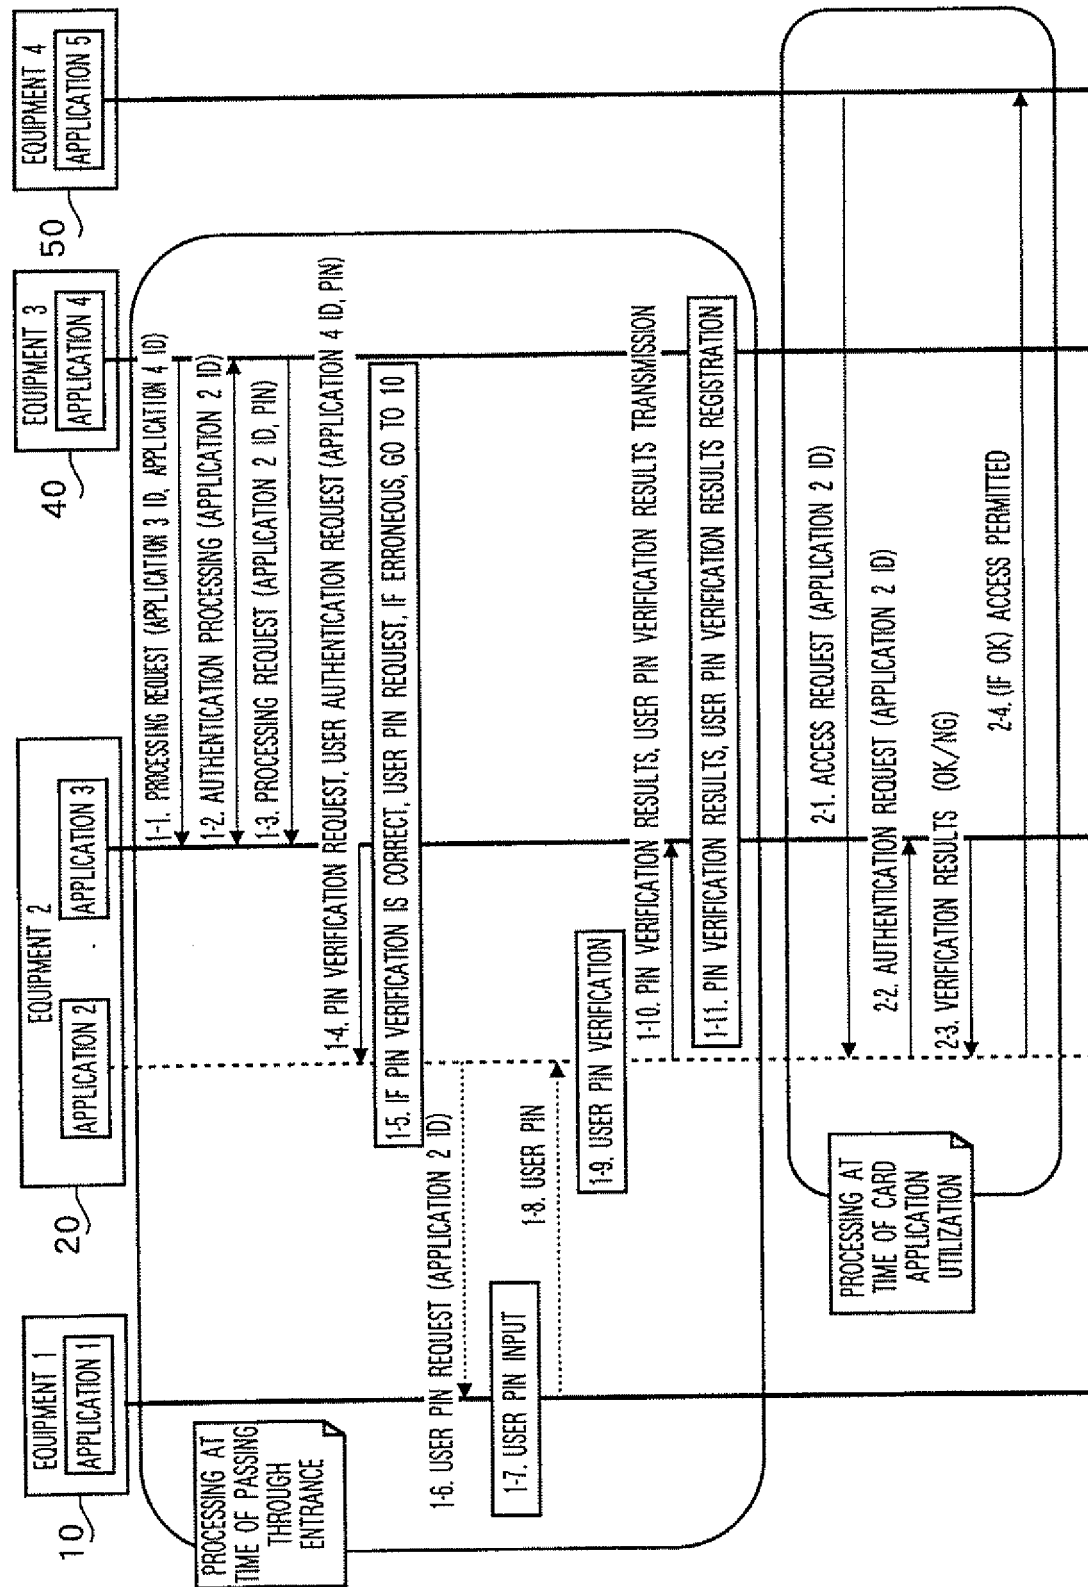 EQUIPMENT 1
APPLICATION 1
10
EQUIPMENT 2
APPLICATION 2
APPLICATION 3
20
EQUIPMENT 3
APPLICATION 4
40
EQUIPMENT 4
APPLICATION 5
50
PROCESSING AT
TIME OF PASSING
THROUGH
ENTRANCE
1-1. PROCESSING REQUEST (APPLICATION 3 ID, APPLICATION 4 ID)
1-2. AUTHENTICATION PROCESSING (APPLICATION 2 ID)
1-3. PROCESSING REQUEST (APPLICATION 2 ID, PIN)
1-4. PIN VERIFICATION REQUEST, USER AUTHENTICATION REQUEST (APPLICATION 4 ID, PIN)
1-5. IF PIN VERIFICATION IS CORRECT, USER PIN REQUEST, IF ERRONEOUS, GO TO 10
1-6. USER PIN REQUEST (APPLICATION 2 ID)
1-7. USER PIN INPUT
1-8. USER PIN
1-9. USER PIN VERIFICATION
1-10. PIN VERIFICATION RESULTS, USER PIN VERIFICATION RESULTS TRANSMISSION
1-11. PIN VERIFICATION RESULTS, USER PIN VERIFICATION RESULTS REGISTRATION
PROCESSING AT
TIME OF CARD
APPLICATION
UTILIZATION
2-1. ACCESS REQUEST (APPLICATION 2 ID)
2-2. AUTHENTICATION REQUEST (APPLICATION 2 ID)
2-3. VERIFICATION RESULTS (OK/NG)
2-4. (IF OK) ACCESS PERMITTED